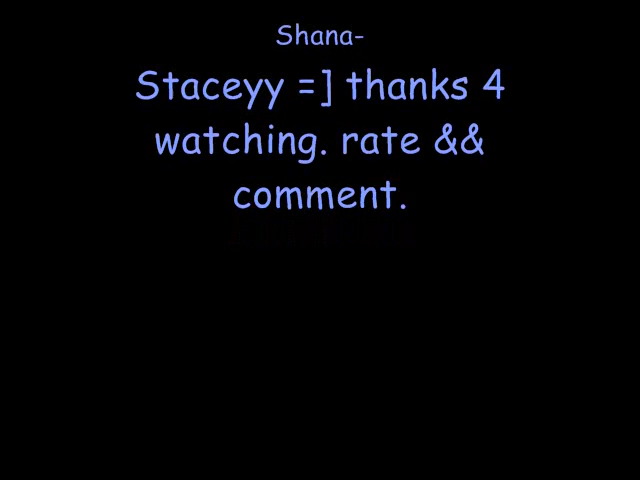 Shana-
Staceyy =] thanks 4
watching. rate &&
comment.